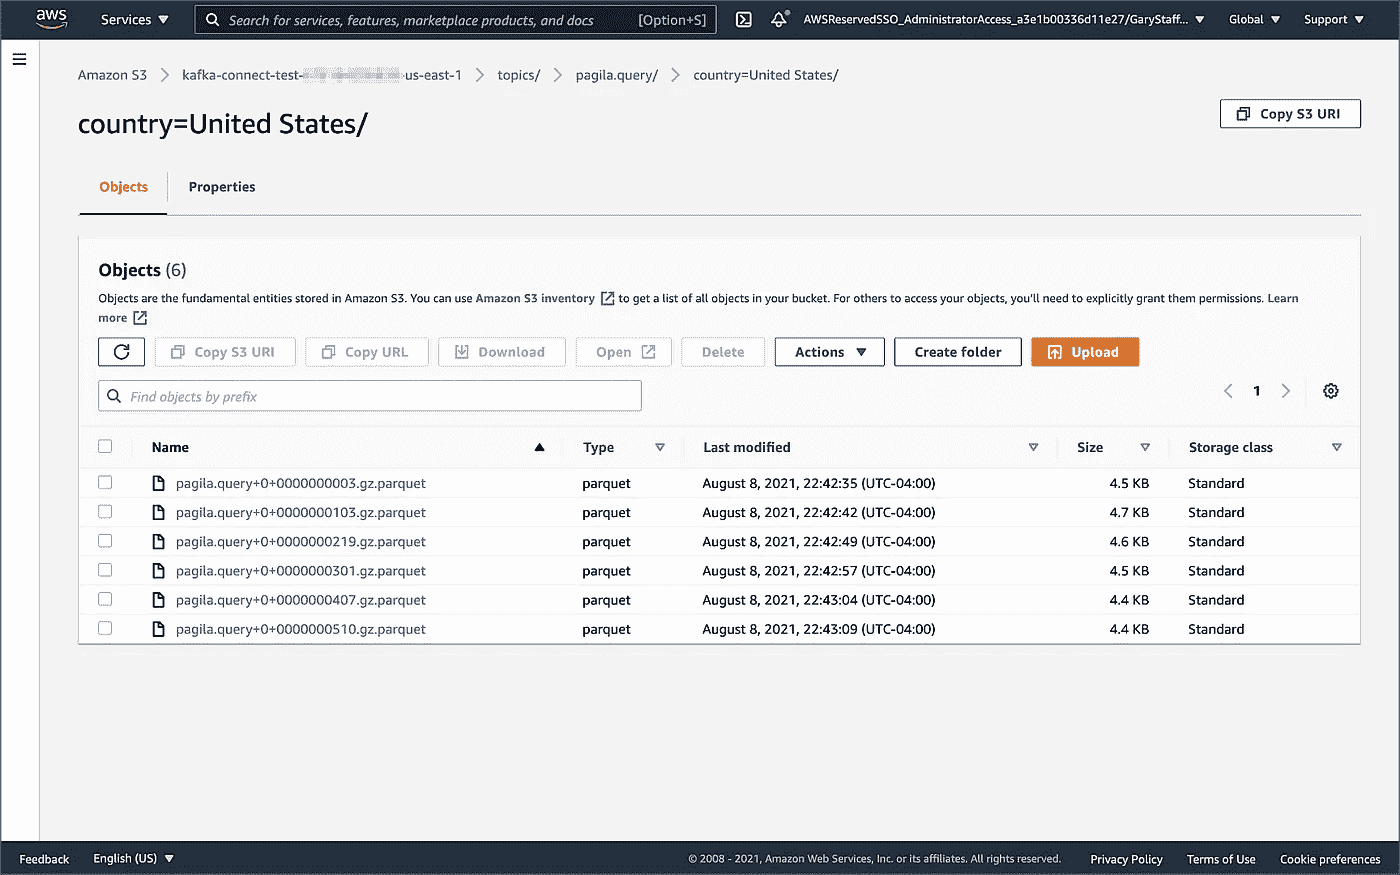 aws Services Search for services, features, marketplace products, and docs [Option+S] AWSReservedSSO_AdministratorAccess_a3e1b00336d11e27/GaryStaff... Global Support
Amazon S3 kafka-connect-test- -us-east-1 topics/ pagila.query/ country=United States/
country=United States/
Copy S3 URI
Objects Properties
Objects (6)
Objects are the fundamental entities stored in Amazon S3. You can use Amazon S3 inventory to get a list of all objects in your bucket. For others to access your objects, you'll need to explicitly grant them permissions. Learn
more
Copy S3 URI Copy URL Download Open Delete Actions Create folder Upload
Find objects by prefix 1
Name Type Last modified Size Storage class
pagila.query+0+0000000003.gz.parquet parquet August 8, 2021, 22:42:35 (UTC-04:00) 4.5 KB Standard
pagila.query+0+0000000103.gz.parquet parquet August 8, 2021, 22:42:42 (UTC-04:00) 4.7 KB Standard
pagila.query+0+0000000219.gz.parquet parquet August 8, 2021, 22:42:49 (UTC-04:00) 4.6 KB Standard
pagila.query+0+0000000301.gz.parquet parquet August 8, 2021, 22:42:57 (UTC-04:00) 4.5 KB Standard
pagila.query+0+0000000407.gz.parquet parquet August 8, 2021, 22:43:04 (UTC-04:00) 4.4 KB Standard
pagila.query+0+0000000510.gz.parquet parquet August 8, 2021, 22:43:09 (UTC-04:00) 4.4 KB Standard
Feedback English (US) © 2008 - 2021, Amazon Web Services, Inc. or its affiliates. All rights reserved. Privacy Policy Terms of Use Cookie preferences